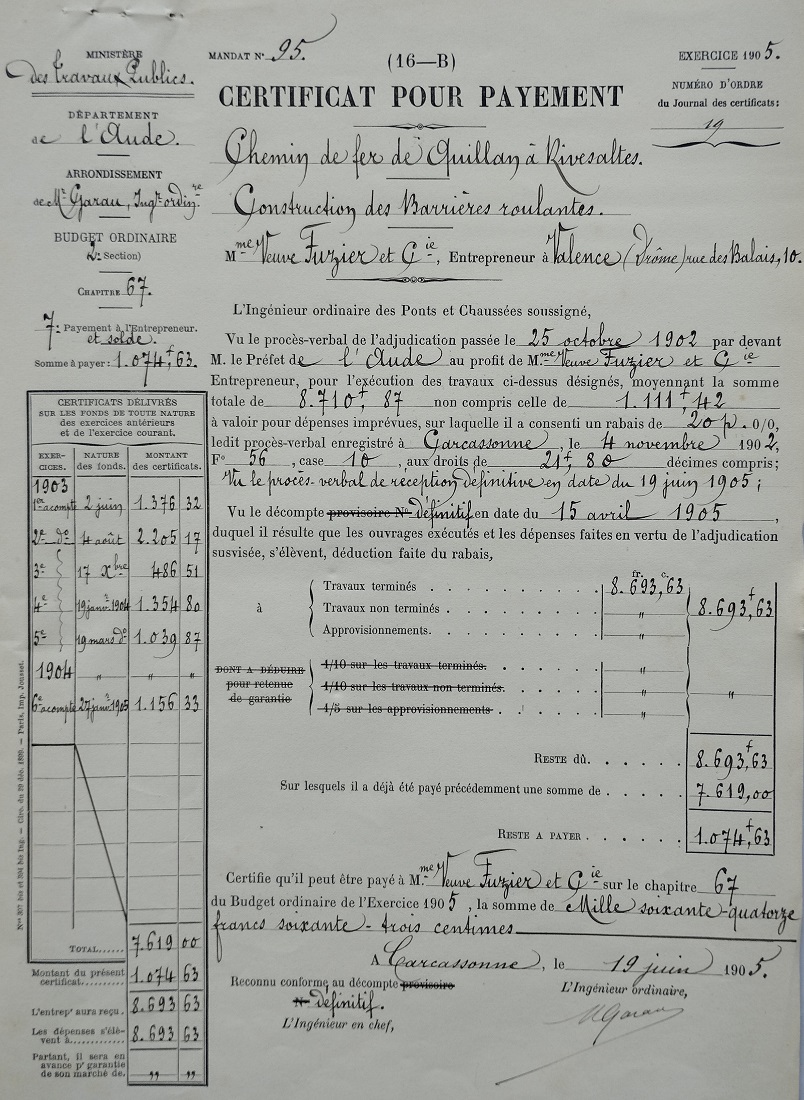 MINISTÈRE
des Travaux Publics.
DÉPARTEMENT
de l'Aude.
ARRONDISSEMENT
de Mr Garau, Ingr ordinre
BUDGET ORDINAIRE
(2e Section)
CHAPITRE 67.
7e Payement à l'Entrepreneur.
et solde.
Somme à payer: 1.074f,63.
MANDAT No 95.
(16—B)
EXERCICE 1905.
NUMÉRO D'ORDRE
du Journal des certificats:
19
CERTIFICAT POUR PAYEMENT
Chemin de fer de Quillan à Rivesaltes.
Construction des Barrières roulantes.
Mme Veuve Fuzier et Cie, Entrepreneur à Valence (Drôme) rue des Balais, 10.
L'Ingénieur ordinaire des Ponts et Chaussées soussigné,
Vu le procès-verbal de l'adjudication passée le 25 octobre 1902 par devant
M. le Préfet de l'Aude au profit de Mme Veuve Fuzier et Cie
Entrepreneur, pour l'exécution des travaux ci-dessus désignés, moyennant la somme
totale de 8.710f,87 non compris celle de 1.111f,42
à valoir pour dépenses imprévues, sur laquelle il a consenti un rabais de 20 p. 0/0,
ledit procès-verbal enregistré à Carcassonne, le 4 novembre 1902,
Fo 56, case 10, aux droits de 21f,80 décimes compris;
Vu le procès-verbal de reception définitive en date du 19 juin 1905;
Vu le décompte provisoire No définitif en date du 15 avril 1905,
duquel il résulte que les ouvrages exécutés et les dépenses faites en vertu de l'adjudication
susvisée, s'élèvent, déduction faite du rabais,
fr. c.
à
Travaux terminés . . . . . 8.693,63
Travaux non terminés . . . . . " 8.693f,63
Approvisionnements . . . . . "
DONT A DÉDUIRE
pour retenue
de garantie
1/10 sur les travaux terminés. . . . . "
1/10 sur les travaux non terminés. . . . . " "
1/5 sur les approvisionnements . . . . . "
RESTE DÛ. . . . . . 8.693f,63
Sur lesquels il a déjà été payé précédemment une somme de . . . . . 7.619,00
RESTE A PAYER . . . . . 1.074f,63
Certifie qu'il peut être payé à Mme Veuve Fuzier et Cie sur le chapitre 67
du Budget ordinaire de l'Exercice 1905, la somme de Mille soixante-quatorze
francs soixante-trois centimes
A Carcassonne, le 19 juin 1905.
Reconnu conforme au décompte provisoire
No définitif.
L'Ingénieur en chef,
L'Ingénieur ordinaire,
MGarau
CERTIFICATS DÉLIVRÉS
SUR LES FONDS DE TOUTE NATURE
des exercices antérieurs
et de l'exercice courant.
EXERCICES. NATURE des fonds. MONTANT des certificats.
1903
1er acompte 2 juin 1.376 32
2e do 4 août 2.205 17
3e 17 Xbre 486 51
4e 19 janvr 1904 1.354 80
5e 19 mars do 1.039 87
1904 " " "
6e acompte 27 janvr 1905 1.156 33
TOTAL...... 7.619 00
Montant du présent
certificat......... 1.074 63
L'entrepr aura reçu. 8.693 63
Les dépenses s'élè-
vent à............ 8.693 63
Partant, il sera en
avance pr garantie
de son marché de. " "
Nos 307 bis et 394 bis Ing. — Circ. du 29 déc. 1899. — Paris, Imp. Jousset.